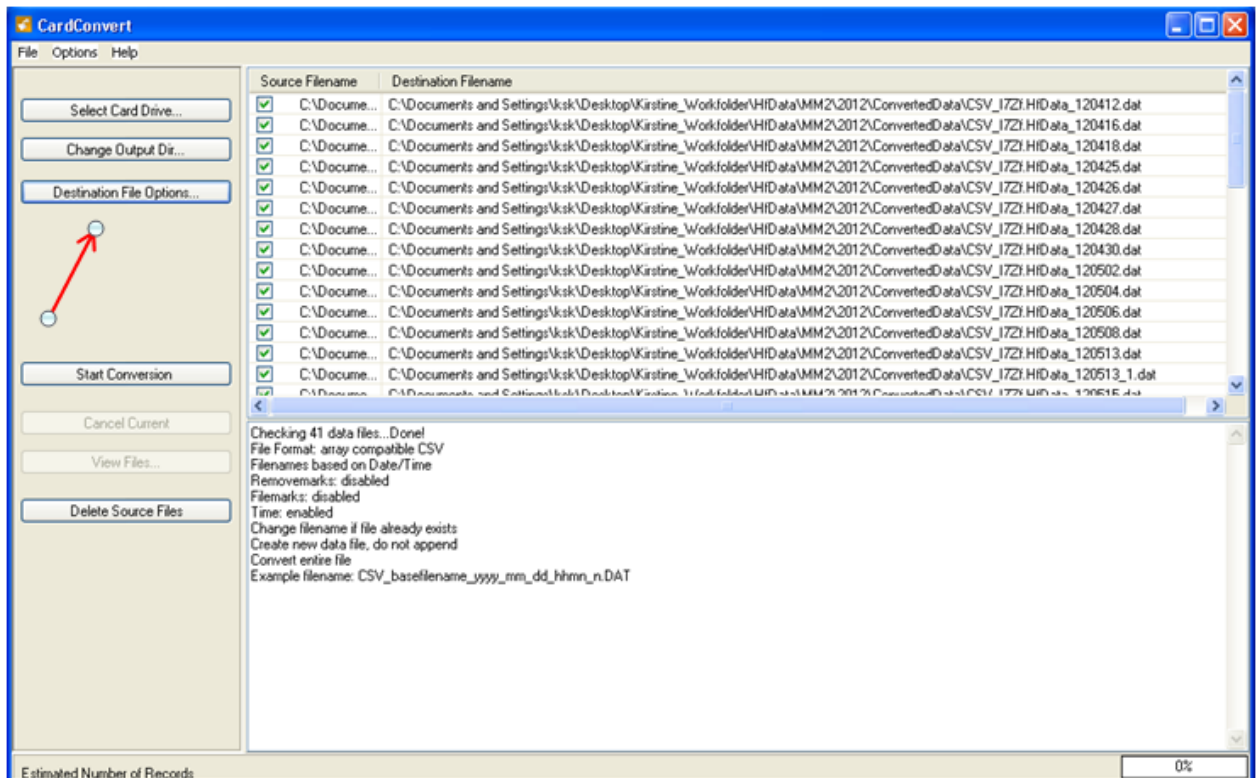 CardConvert
File Options Help
Select Card Drive...
Change Output Dir...
Destination File Options...
Start Conversion
Cancel Current
View Files...
Delete Source Files
Source Filename Destination Filename
C:\Docume... C:\Documents and Settings\ksk\Desktop\Kirstine_Workfolder\HfData\MM2\2012\ConvertedData\CSV_I7Zf.HfData_120412.dat
C:\Docume... C:\Documents and Settings\ksk\Desktop\Kirstine_Workfolder\HfData\MM2\2012\ConvertedData\CSV_I7Zf.HfData_120416.dat
C:\Docume... C:\Documents and Settings\ksk\Desktop\Kirstine_Workfolder\HfData\MM2\2012\ConvertedData\CSV_I7Zf.HfData_120418.dat
C:\Docume... C:\Documents and Settings\ksk\Desktop\Kirstine_Workfolder\HfData\MM2\2012\ConvertedData\CSV_I7Zf.HfData_120425.dat
C:\Docume... C:\Documents and Settings\ksk\Desktop\Kirstine_Workfolder\HfData\MM2\2012\ConvertedData\CSV_I7Zf.HfData_120426.dat
C:\Docume... C:\Documents and Settings\ksk\Desktop\Kirstine_Workfolder\HfData\MM2\2012\ConvertedData\CSV_I7Zf.HfData_120427.dat
C:\Docume... C:\Documents and Settings\ksk\Desktop\Kirstine_Workfolder\HfData\MM2\2012\ConvertedData\CSV_I7Zf.HfData_120428.dat
C:\Docume... C:\Documents and Settings\ksk\Desktop\Kirstine_Workfolder\HfData\MM2\2012\ConvertedData\CSV_I7Zf.HfData_120430.dat
C:\Docume... C:\Documents and Settings\ksk\Desktop\Kirstine_Workfolder\HfData\MM2\2012\ConvertedData\CSV_I7Zf.HfData_120502.dat
C:\Docume... C:\Documents and Settings\ksk\Desktop\Kirstine_Workfolder\HfData\MM2\2012\ConvertedData\CSV_I7Zf.HfData_120504.dat
C:\Docume... C:\Documents and Settings\ksk\Desktop\Kirstine_Workfolder\HfData\MM2\2012\ConvertedData\CSV_I7Zf.HfData_120506.dat
C:\Docume... C:\Documents and Settings\ksk\Desktop\Kirstine_Workfolder\HfData\MM2\2012\ConvertedData\CSV_I7Zf.HfData_120508.dat
C:\Docume... C:\Documents and Settings\ksk\Desktop\Kirstine_Workfolder\HfData\MM2\2012\ConvertedData\CSV_I7Zf.HfData_120513.dat
C:\Docume... C:\Documents and Settings\ksk\Desktop\Kirstine_Workfolder\HfData\MM2\2012\ConvertedData\CSV_I7Zf.HfData_120513_1.dat
C:\Docume... C:\Documents and Settings\ksk\Desktop\Kirstine_Workfolder\HfData\MM2\2012\ConvertedData\CSV_I7Zf.HfData_120515.dat
Checking 41 data files...Done!
File Format: array compatible CSV
Filenames based on Date/Time
Removemarks: disabled
Filemarks: disabled
Time: enabled
Change filename if file already exists
Create new data file, do not append
Convert entire file
Example filename: CSV_basefilename_yyyy_mm_dd_hhmn_n.DAT
Estimated Number of Records
0%